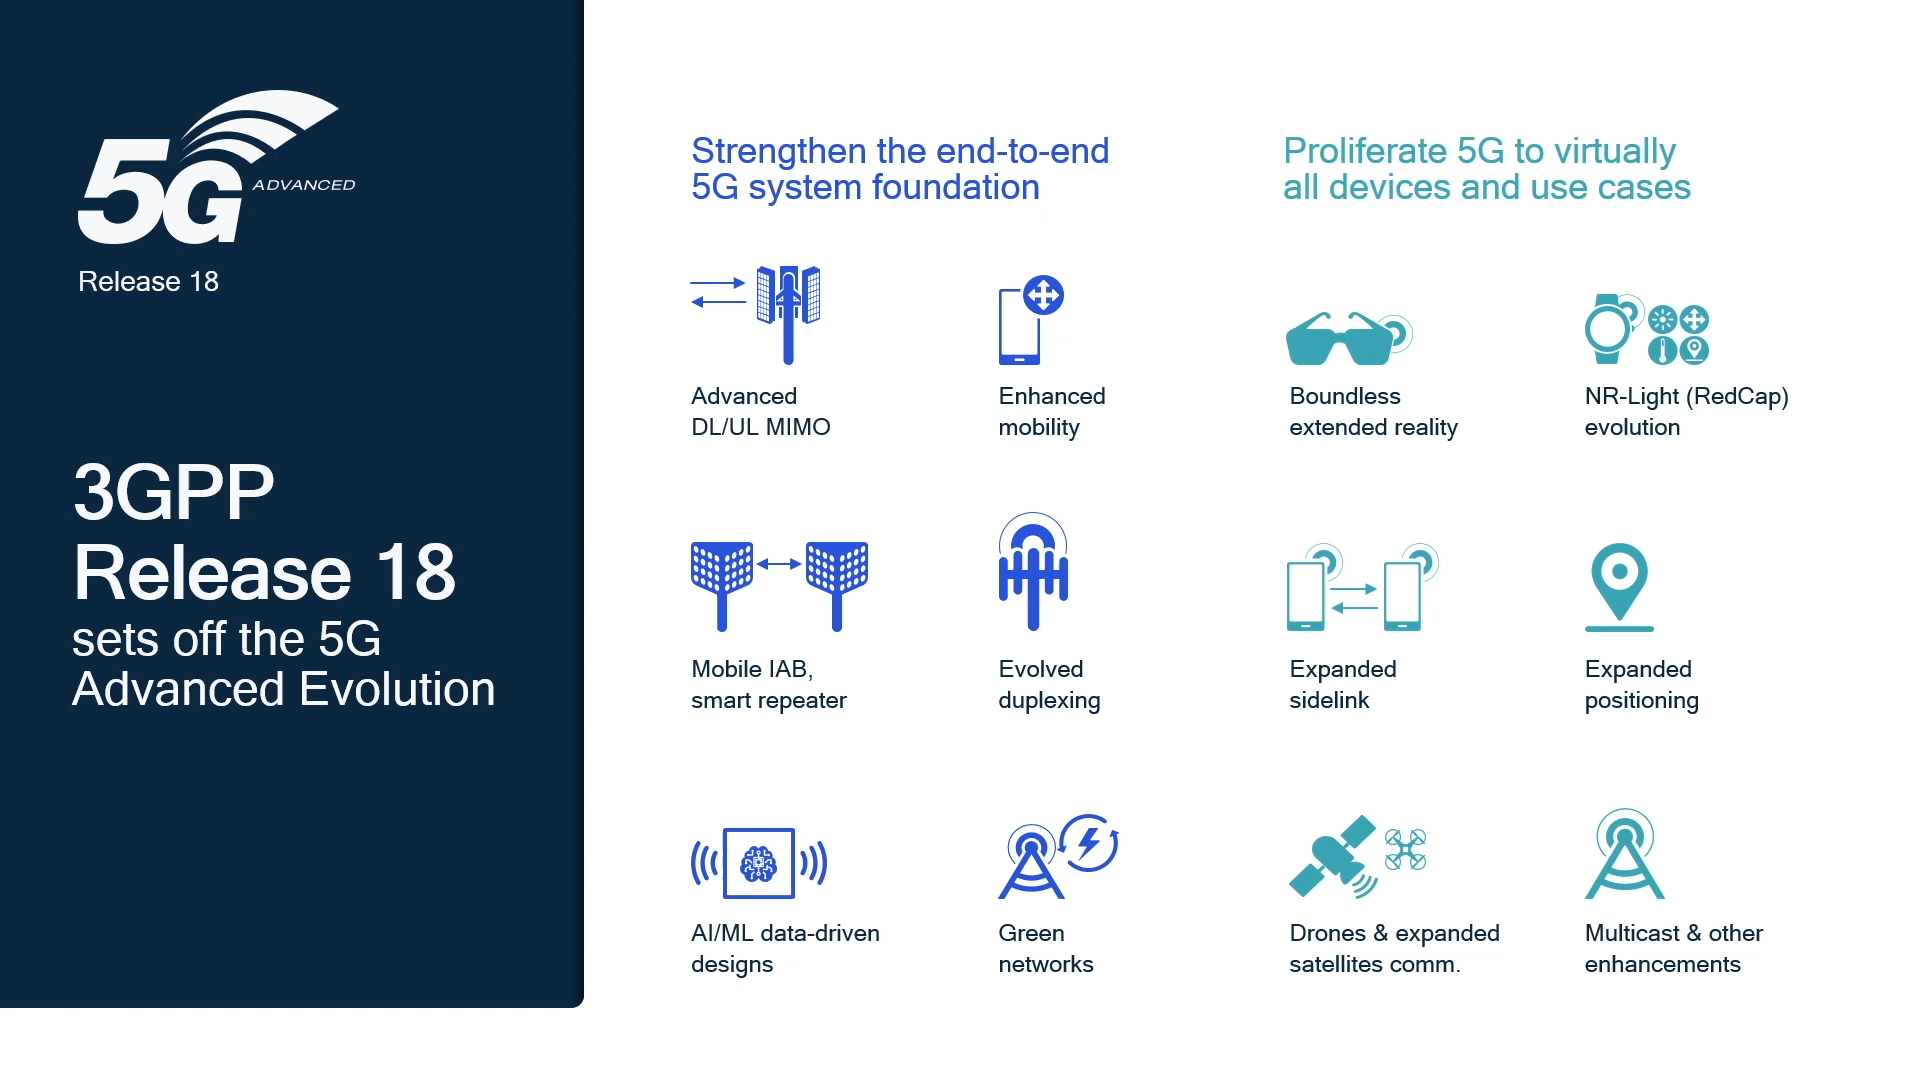 5G ADVANCED
Release 18
3GPP
Release 18
sets off the 5G
Advanced Evolution
Strengthen the end-to-end
5G system foundation
Advanced
DL/UL MIMO
Enhanced
mobility
Mobile IAB,
smart repeater
Evolved
duplexing
AI/ML data-driven
designs
Green
networks
Proliferate 5G to virtually
all devices and use cases
Boundless
extended reality
NR-Light (RedCap)
evolution
Expanded
sidelink
Expanded
positioning
Drones & expanded
satellites comm.
Multicast & other
enhancements